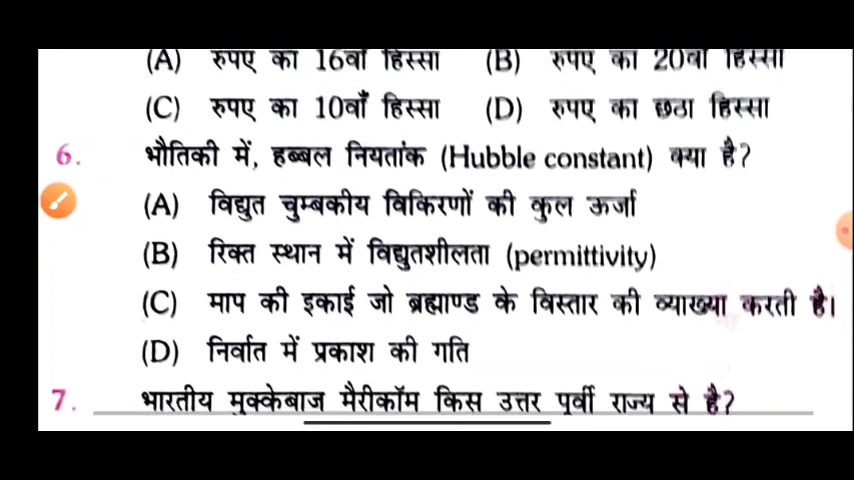 (A) रुपए का 16वाँ हिस्सा (B) रुपए का 20वाँ हिस्सा
(C) रुपए का 10वाँ हिस्सा (D) रुपए का छठा हिस्सा
6. भौतिकी में, हब्बल नियतांक (Hubble constant) क्या है?
(A) विद्युत चुम्बकीय विकिरणों की कुल ऊर्जा
(B) रिक्त स्थान में विद्युतशीलता (permittivity)
(C) माप की इकाई जो ब्रह्माण्ड के विस्तार की व्याख्या करती है।
(D) निर्वात में प्रकाश की गति
7. भारतीय मुक्केबाज मैरीकॉम किस उत्तर पूर्वी राज्य से है?